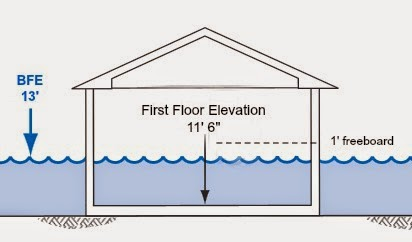 BFE
13'
First Floor Elevation
11' 6"
1' freeboard